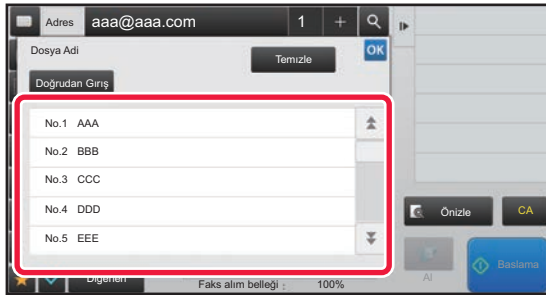 Adres aaa@aaa.com 1 +
Dosya Adi Temizle OK
Doğrudan Giriş
No.1 AAA
No.2 BBB
No.3 CCC
No.4 DDD
No.5 EEE
Önizle CA
Al Baslama
Diğerleri Faks alım belleği : 100%